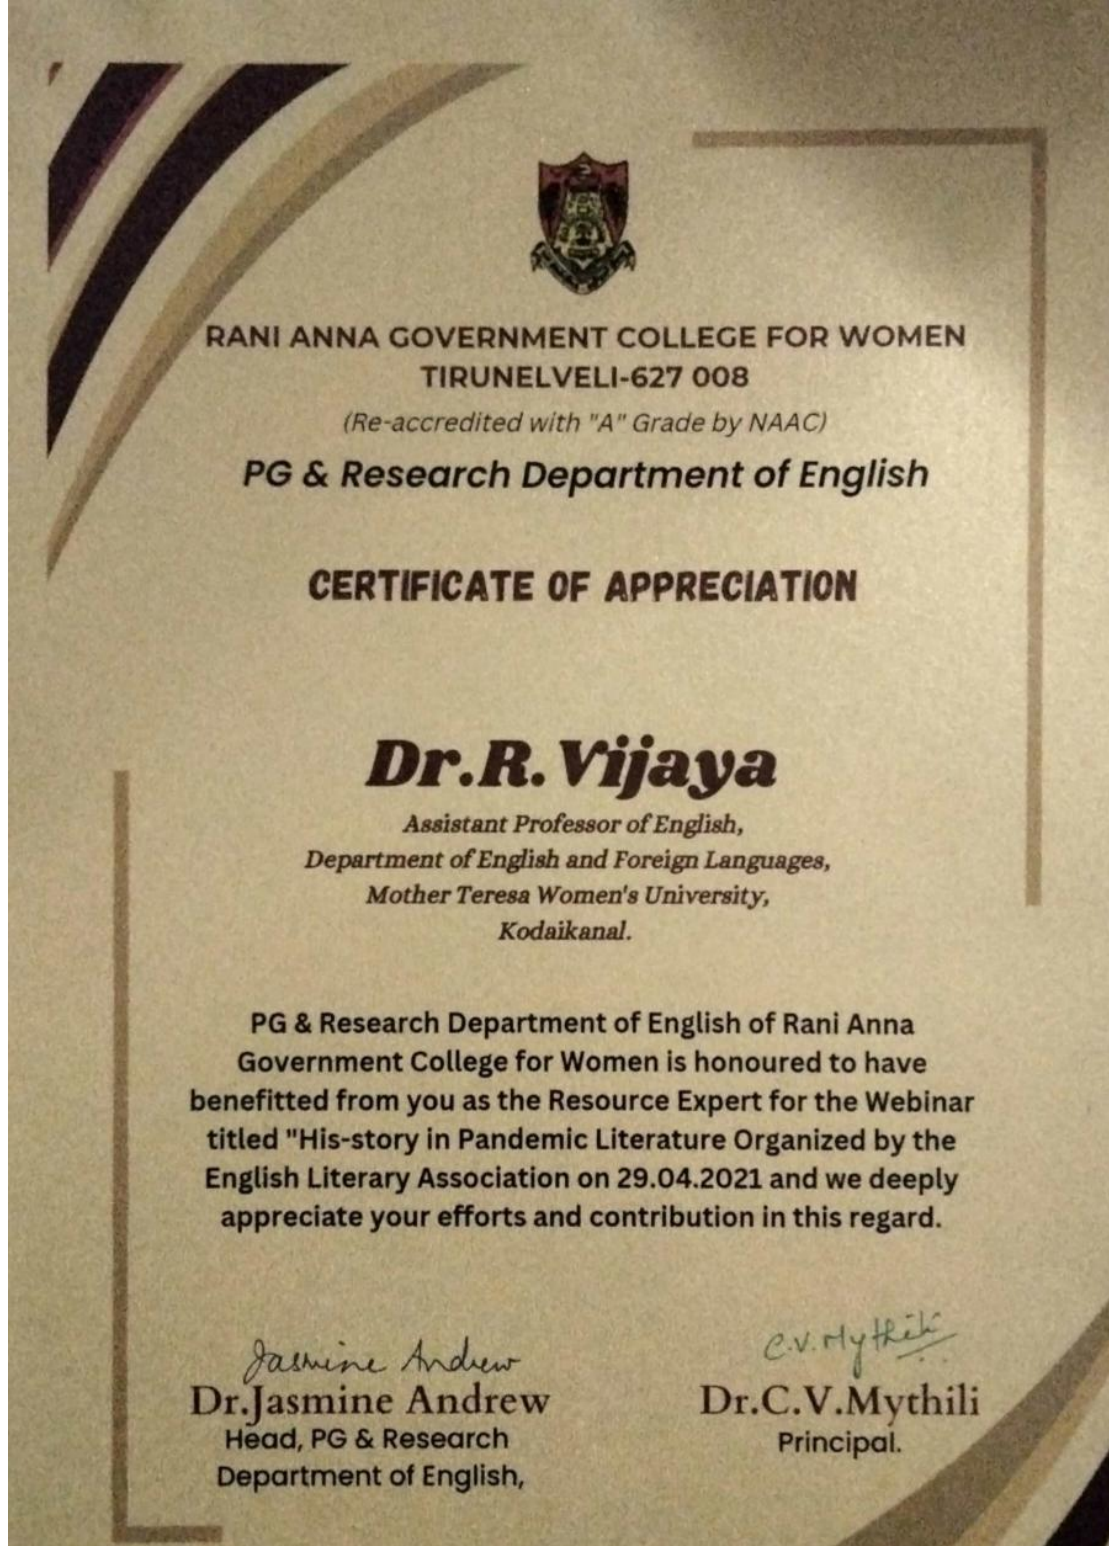 RANI ANNA GOVERNMENT COLLEGE FOR WOMEN
TIRUNELVELI-627 008
(Re-accredited with "A" Grade by NAAC)
PG & Research Department of English
CERTIFICATE OF APPRECIATION
Dr.R.Vijaya
Assistant Professor of English,
Department of English and Foreign Languages,
Mother Teresa Women's University,
Kodaikanal.
PG & Research Department of English of Rani Anna
Government College for Women is honoured to have
benefitted from you as the Resource Expert for the Webinar
titled "His-story in Pandemic Literature Organized by the
English Literary Association on 29.04.2021 and we deeply
appreciate your efforts and contribution in this regard.
Jasmine Andrew
Dr.Jasmine Andrew
Head, PG & Research
Department of English,
C.V.Mythili
Dr.C.V.Mythili
Principal.